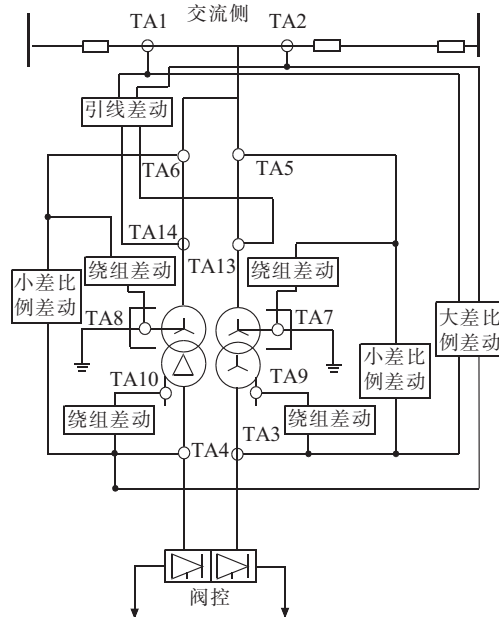 交流侧
TA1
TA2
引线差动
TA6
TA5
TA14
TA13
绕组差动
绕组差动
小差比
例差动
大差比
例差动
TA8
TA7
小差比
例差动
TA10
TA9
绕组差动
绕组差动
TA3
TA4
阀控